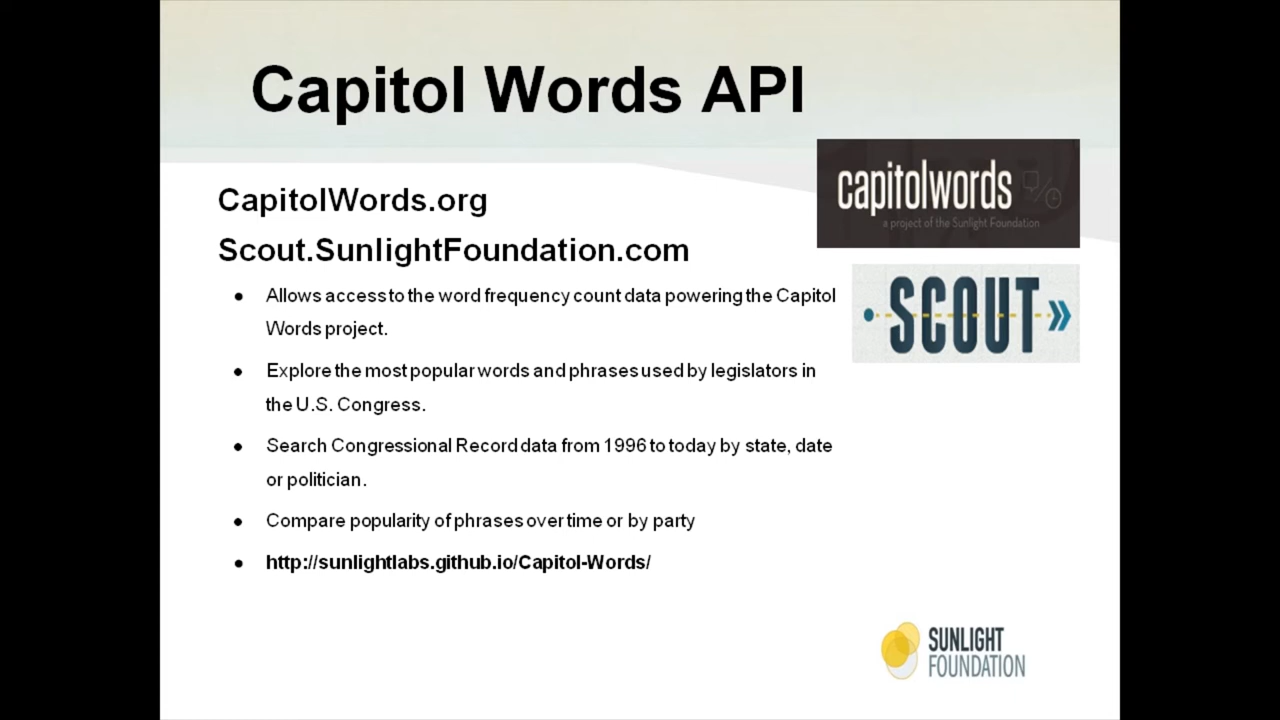 Capitol Words API
capitolwords
a project of the Sunlight Foundation
CapitolWords.org
Scout.SunlightFoundation.com
SCOUT
● Allows access to the word frequency count data powering the Capitol
Words project.
● Explore the most popular words and phrases used by legislators in
the U.S. Congress.
● Search Congressional Record data from 1996 to today by state, date
or politician.
● Compare popularity of phrases over time or by party
● http://sunlightlabs.github.io/Capitol-Words/
SUNLIGHT
FOUNDATION